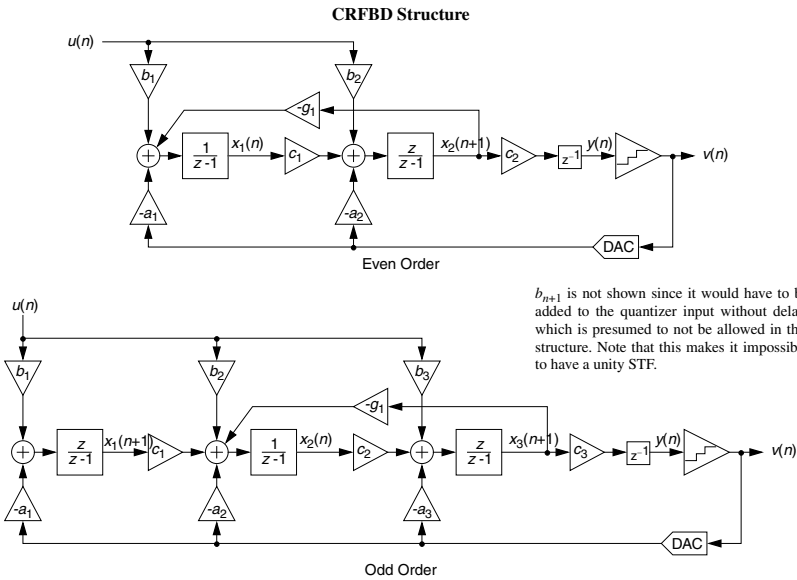 CRFBD Structure
u(n)
b1 b2
-g1
1/z-1 x1(n) c1 z/z-1 x2(n+1) c2 z⁻¹ y(n) v(n)
+ +
-a1 -a2
DAC
Even Order
bn+1 is not shown since it would have to b
added to the quantizer input without dela
which is presumed to not be allowed in th
structure. Note that this makes it impossib
to have a unity STF.
u(n)
b1 b2 b3
-g1
z/z-1 x1(n+1) c1 1/z-1 x2(n) c2 z/z-1 x3(n+1) c3 z⁻¹ y(n) v(n)
+ + +
-a1 -a2 -a3
DAC
Odd Order